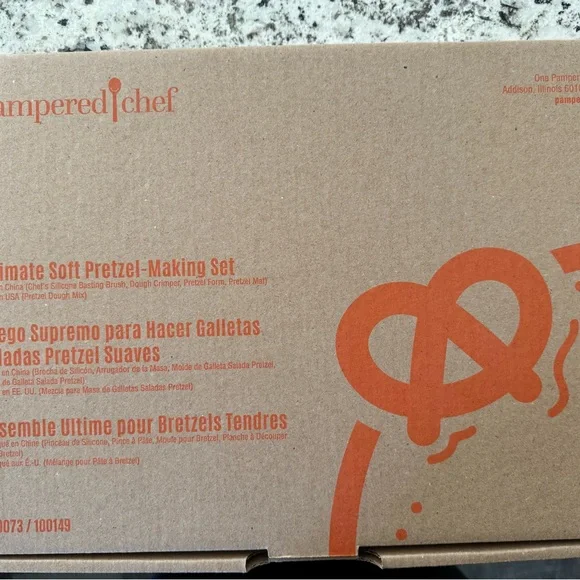 ampered chef
One Pamper
Addison, Illinois 601
pampe
imate Soft Pretzel-Making Set
n China (Chef's Silicone Basting Brush, Dough Crimper, Pretzel Form, Pretzel Mat)
n USA (Pretzel Dough Mix)
ego Supremo para Hacer Galletas
ladas Pretzel Suaves
en China (Brocha de Silicón, Arrugador de la Masa, Molde de Galleta Salada Pretzel,
de Galleta Salada Pretzel)
en EE. UU. (Mezcla para Masa de Galletas Saladas Pretzel)
semble Ultime pour Bretzels Tendres
qué en Chine (Pinceau de Silicone, Pince à Pâte, Moule pour Bretzel, Planche à Découper
Bretzel)
qué aux É.-U. (Mélange pour Pâte à Bretzel)
0073 / 100149